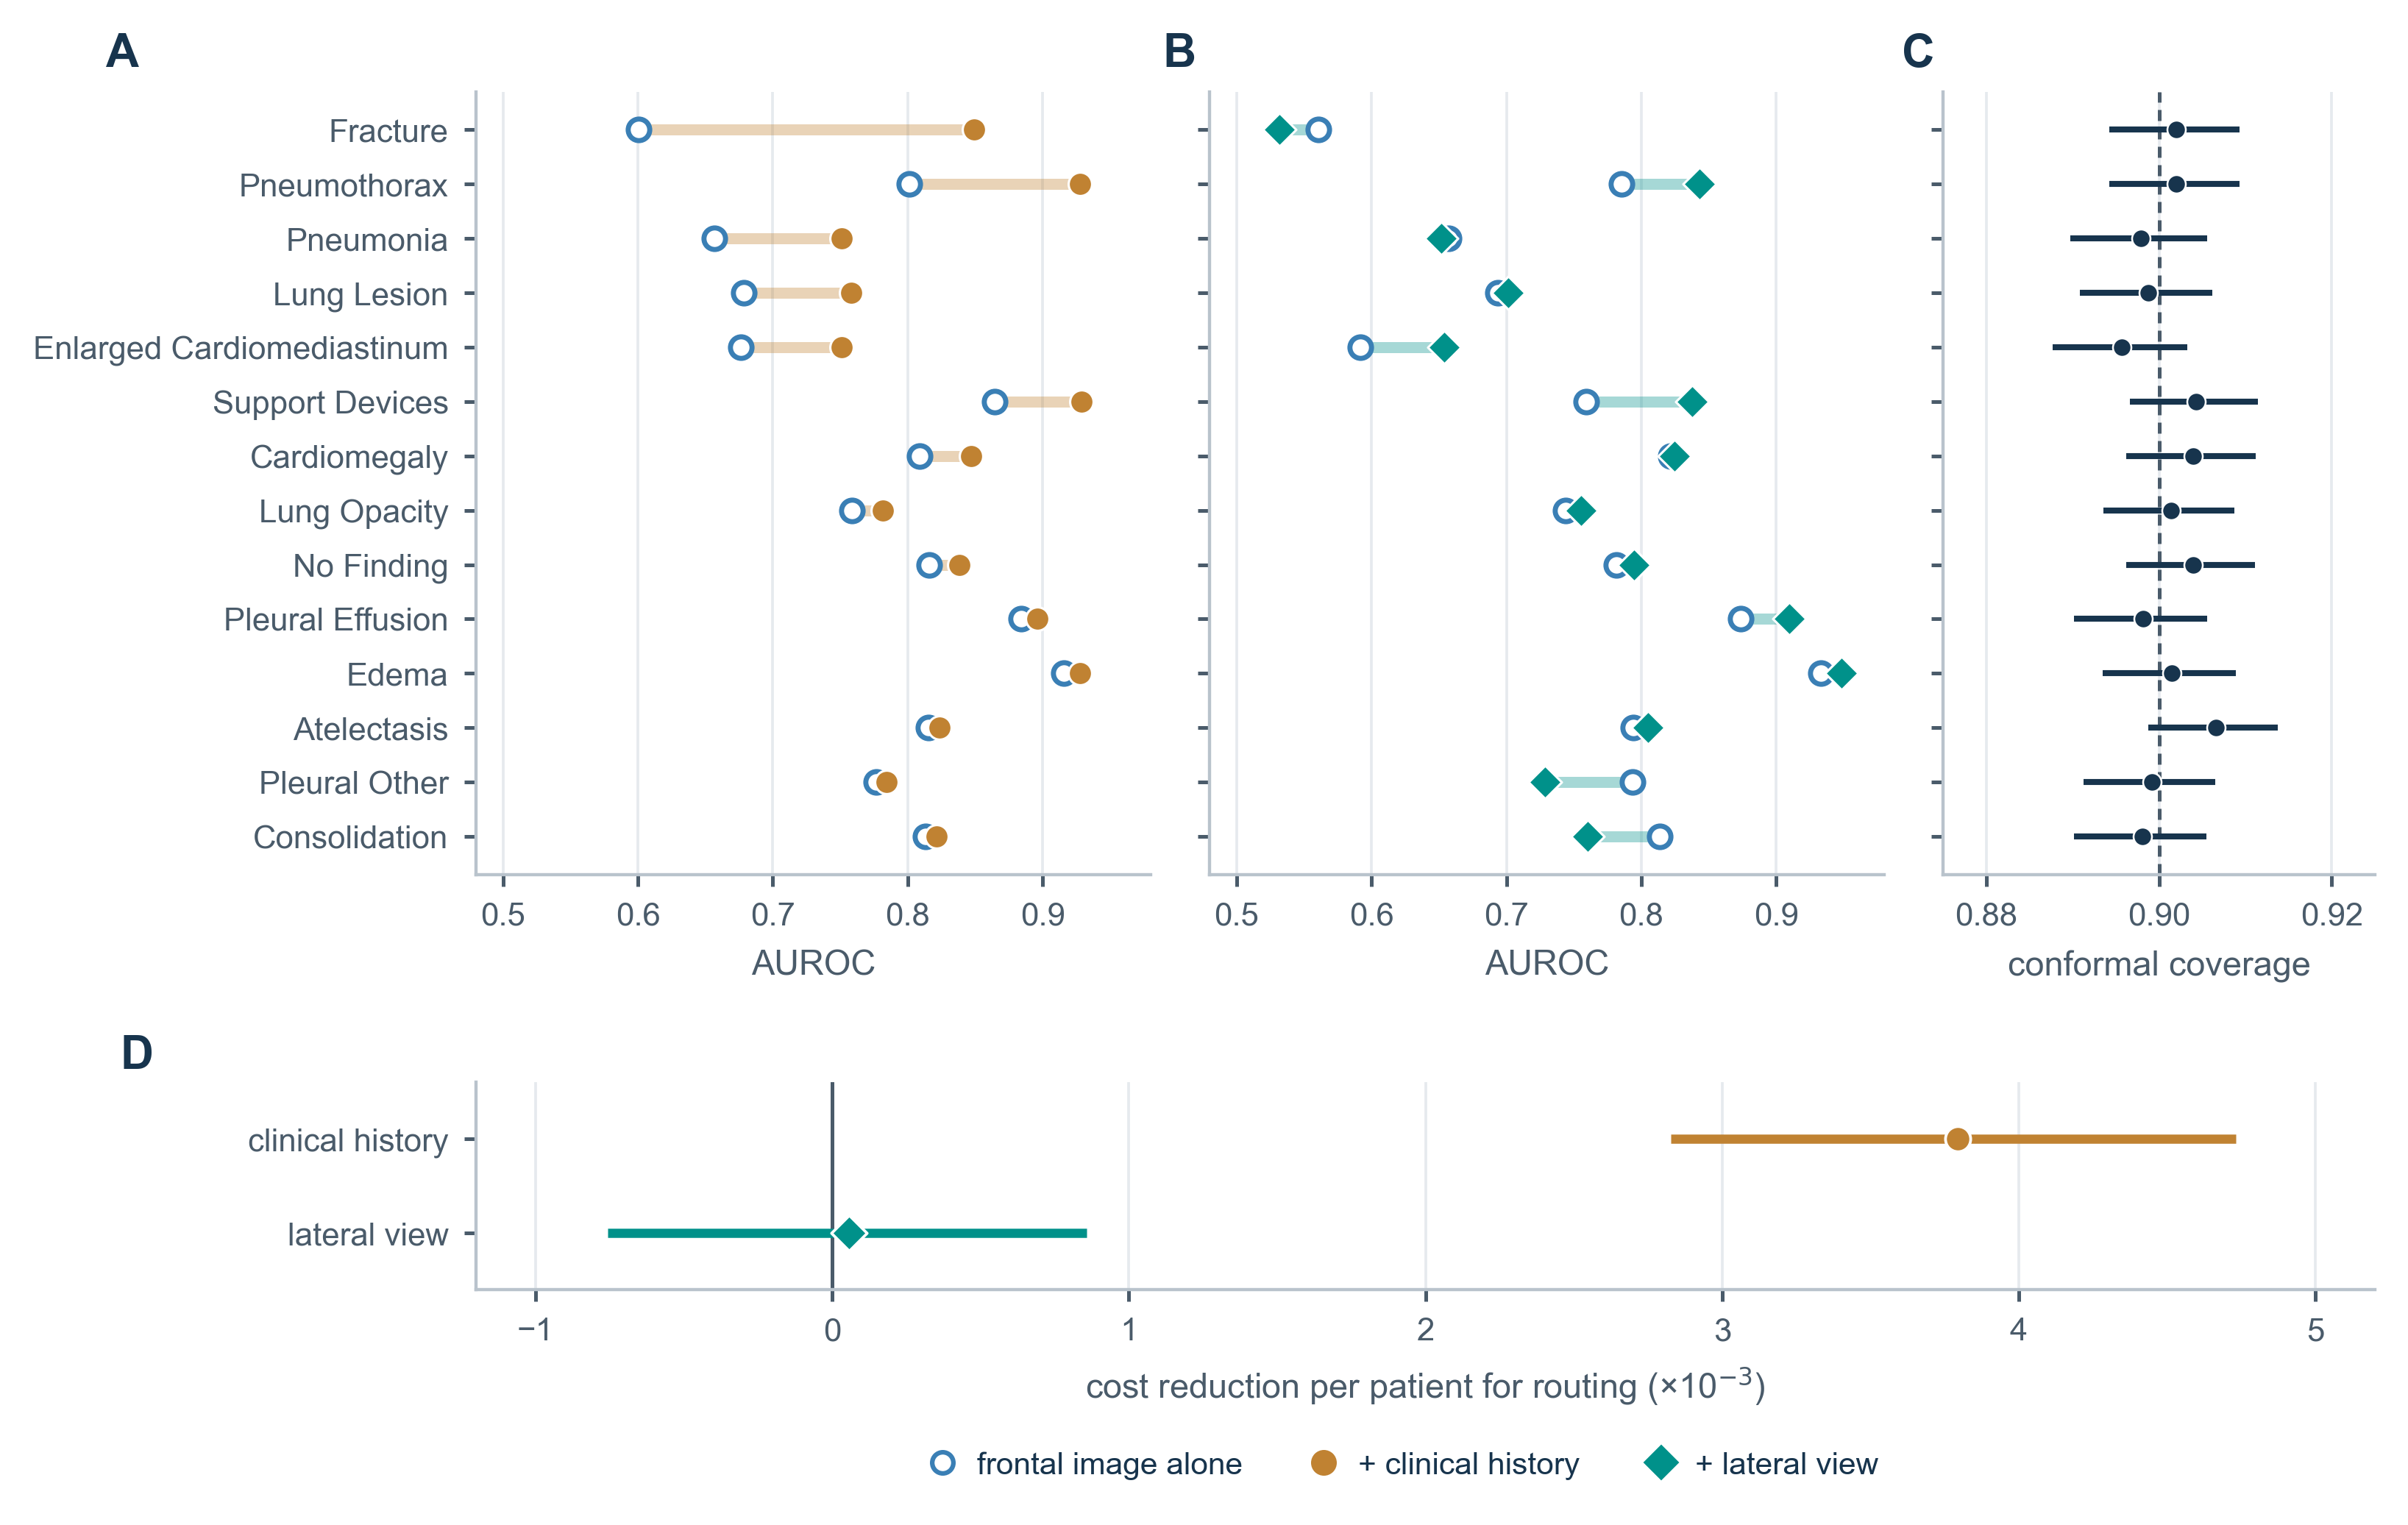 A
B
C
Fracture
Pneumothorax
Pneumonia
Lung Lesion
Enlarged Cardiomediastinum
Support Devices
Cardiomegaly
Lung Opacity
No Finding
Pleural Effusion
Edema
Atelectasis
Pleural Other
Consolidation
0.5 0.6 0.7 0.8 0.9
AUROC
0.5 0.6 0.7 0.8 0.9
AUROC
0.88 0.90 0.92
conformal coverage
D
clinical history
lateral view
−1 0 1 2 3 4 5
cost reduction per patient for routing (×10⁻³)
frontal image alone
+ clinical history
+ lateral view